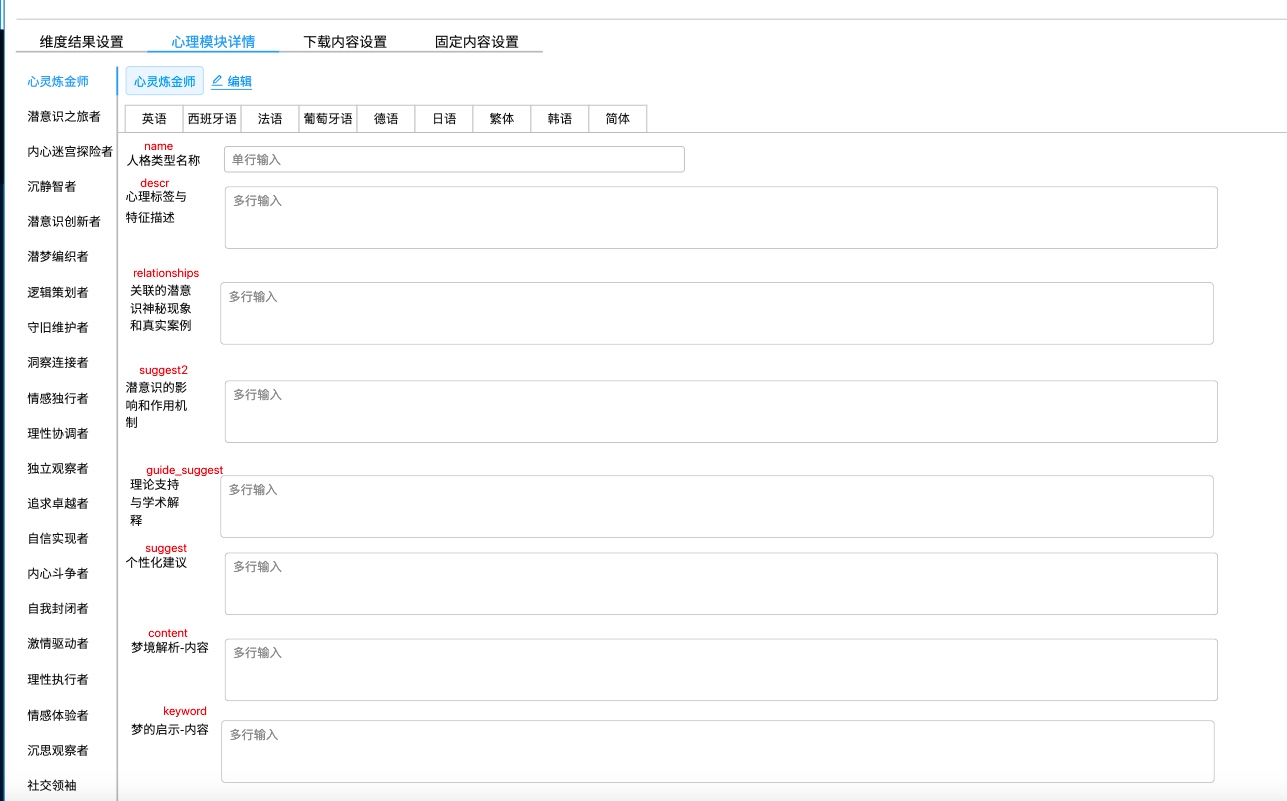 维度结果设置 心理模块详情 下载内容设置 固定内容设置
心灵炼金师
潜意识之旅者
内心迷宫探险者
沉静智者
潜意识创新者
潜梦编织者
逻辑策划者
守旧维护者
洞察连接者
情感独行者
理性协调者
独立观察者
追求卓越者
自信实现者
内心斗争者
自我封闭者
激情驱动者
理性执行者
情感体验者
沉思观察者
社交领袖
心灵炼金师 编辑
英语 西班牙语 法语 葡萄牙语 德语 日语 繁体 韩语 简体
name
人格类型名称 单行输入
descr
心理标签与
特征描述
多行输入
relationships
关联的潜意
识神秘现象
和真实案例
多行输入
suggest2
潜意识的影
响和作用机
制
多行输入
guide_suggest
理论支持
与学术解
释
多行输入
suggest
个性化建议
多行输入
content
梦境解析-内容
多行输入
keyword
梦的启示-内容
多行输入